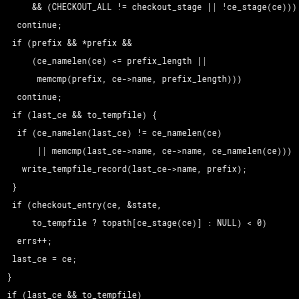 && (CHECKOUT_ALL != checkout_stage || !ce_stage(ce)))
continue;
if (prefix && *prefix &&
(ce_namelen(ce) <= prefix_length ||
memcmp(prefix, ce->name, prefix_length)))
continue;
if (last_ce && to_tempfile) {
if (ce_namelen(last_ce) != ce_namelen(ce)
|| memcmp(last_ce->name, ce->name, ce_namelen(ce)))
write_tempfile_record(last_ce->name, prefix);
}
if (checkout_entry(ce, &state,
to_tempfile ? topath[ce_stage(ce)] : NULL) < 0)
errs++;
last_ce = ce;
}
if (last_ce && to_tempfile)